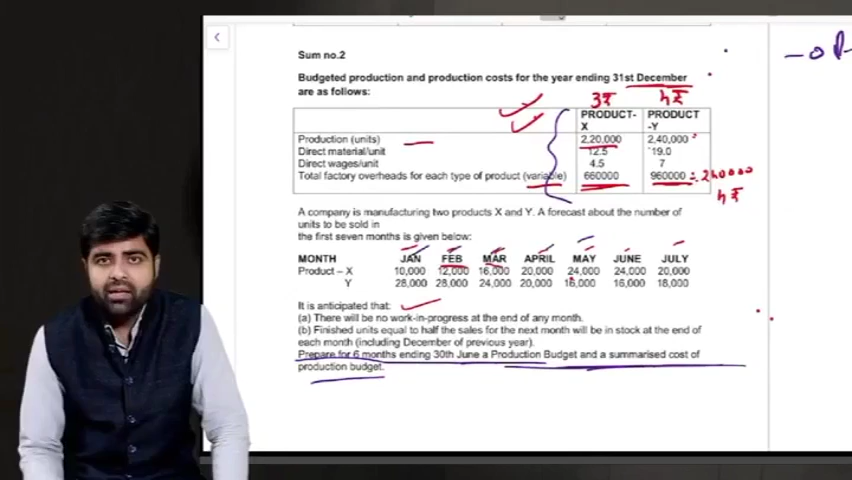 Sum no.2
Budgeted production and production costs for the year ending 31st December
are as follows:
3₹ 4₹
PRODUCT- PRODUCT
X -Y
Production (units) 2,20,000 2,40,000
Direct material/unit 12.5 19.0
Direct wages/unit 4.5 7
Total factory overheads for each type of product (variable) 660000 960000 ÷ 240000
4₹
A company is manufacturing two products X and Y. A forecast about the number of
units to be sold in
the first seven months is given below:
MONTH JAN FEB MAR APRIL MAY JUNE JULY
Product – X 10,000 12,000 16,000 20,000 24,000 24,000 20,000
Y 28,000 28,000 24,000 20,000 16,000 16,000 18,000
It is anticipated that:
(a) There will be no work-in-progress at the end of any month.
(b) Finished units equal to half the sales for the next month will be in stock at the end of
each month (including December of previous year).
Prepare for 6 months ending 30th June a Production Budget and a summarised cost of
production budget.